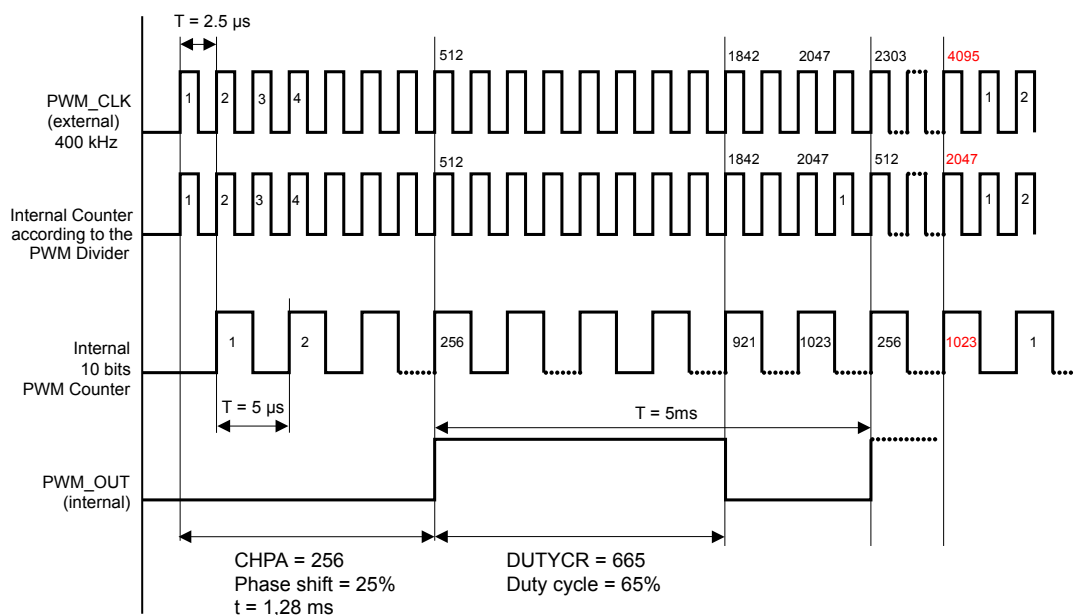 T = 2.5 µs
512
1842
2047
2303
4095
PWM_CLK
(external)
400 kHz
1
2
3
4
1
2
512
1842
2047
512
2047
Internal Counter
according to the
PWM Divider
1
2
3
4
1
1
2
Internal
10 bits
PWM Counter
1
2
256
921
1023
256
1023
1
T = 5 µs
T = 5ms
PWM_OUT
(internal)
CHPA = 256
Phase shift = 25%
t = 1,28 ms
DUTYCR = 665
Duty cycle = 65%